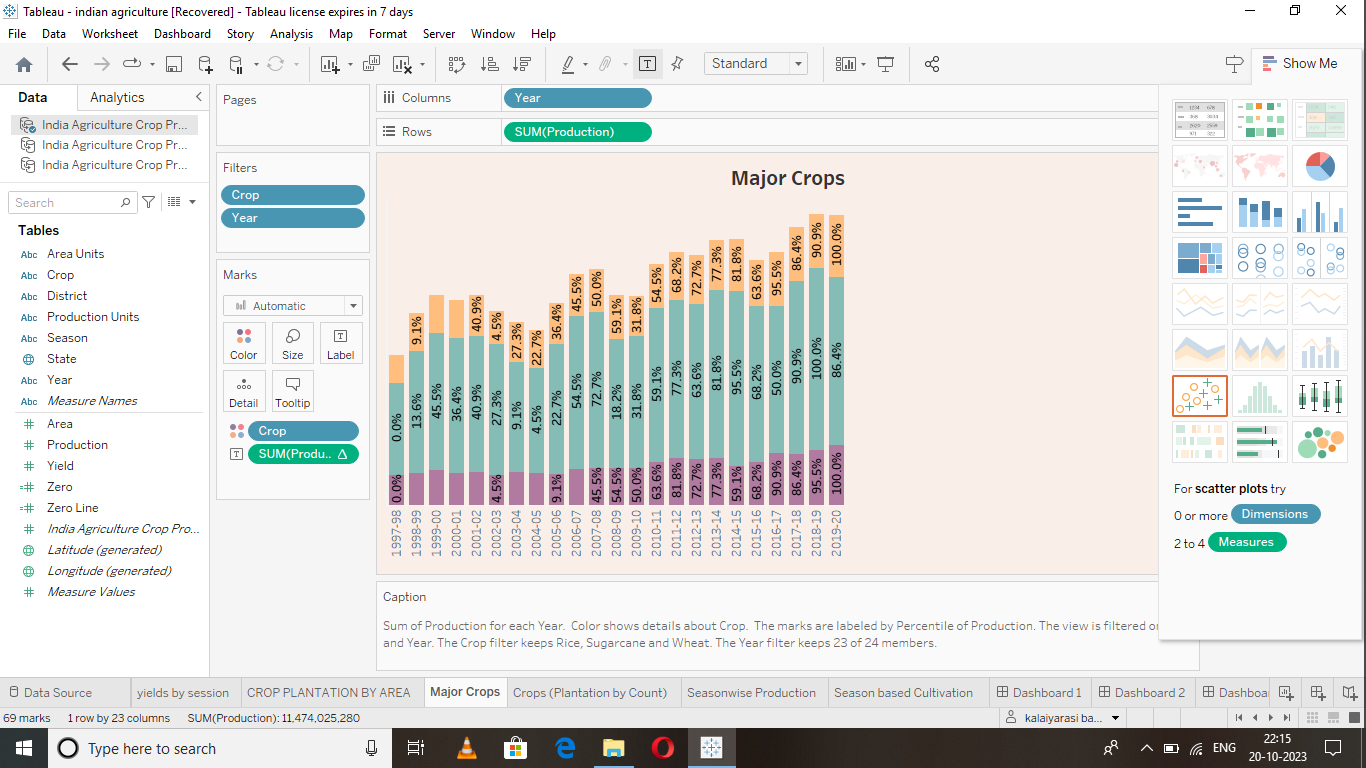 Tableau - indian agriculture [Recovered] - Tableau license expires in 7 days
File Data Worksheet Dashboard Story Analysis Map Format Server Window Help
Standard
Show Me
Data Analytics
India Agriculture Crop Pr...
India Agriculture Crop Pr...
India Agriculture Crop Pr...
Search
Tables
Abc Area Units
Abc Crop
Abc District
Abc Production Units
Abc Season
State
Abc Year
Abc Measure Names
# Area
# Production
# Yield
=# Zero
=# Zero Line
# India Agriculture Crop Pro...
Latitude (generated)
Longitude (generated)
# Measure Values
Pages
Filters
Crop
Year
Marks
Automatic
Color Size Label
Detail Tooltip
Crop
SUM(Produ.. Δ
Columns Year
Rows SUM(Production)
Major Crops
9.1% 40.9% 4.5% 27.3% 22.7% 36.4% 45.5% 50.0% 59.1% 31.8% 54.5% 68.2% 72.7% 77.3% 81.8% 63.6% 95.5% 86.4% 90.9% 100.0%
0.0% 13.6% 45.5% 36.4% 40.9% 27.3% 9.1% 4.5% 22.7% 54.5% 72.7% 18.2% 31.8% 59.1% 77.3% 63.6% 81.8% 95.5% 68.2% 50.0% 90.9% 100.0% 86.4%
0.0% 4.5% 9.1% 45.5% 54.5% 50.0% 63.6% 81.8% 72.7% 77.3% 59.1% 68.2% 90.9% 86.4% 95.5% 100.0%
1997-98 1998-99 1999-00 2000-01 2001-02 2002-03 2003-04 2004-05 2005-06 2006-07 2007-08 2008-09 2009-10 2010-11 2011-12 2012-13 2013-14 2014-15 2015-16 2016-17 2017-18 2018-19 2019-20
Caption
Sum of Production for each Year. Color shows details about Crop. The marks are labeled by Percentile of Production. The view is filtered on
and Year. The Crop filter keeps Rice, Sugarcane and Wheat. The Year filter keeps 23 of 24 members.
For scatter plots try
0 or more Dimensions
2 to 4 Measures
Data Source yields by session CROP PLANTATION BY AREA Major Crops Crops (Plantation by Count) Seasonwise Production Season based Cultivation Dashboard 1 Dashboard 2 Dashboa
69 marks 1 row by 23 columns SUM(Production): 11,474,025,280 kalaiyarasi ba...
Type here to search
ENG
22:15
20-10-2023